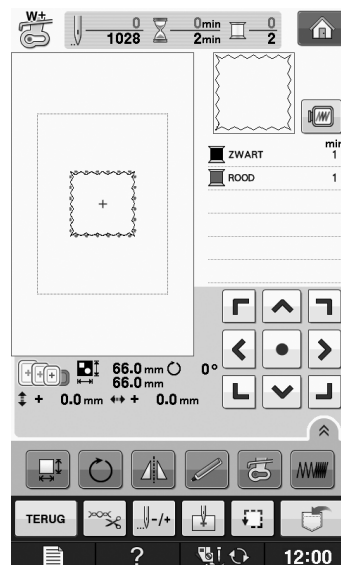 W+
0 0min 0
1028 2min 2
min
ZWART 1
ROOD 1
66.0 mm 0°
66.0 mm
+ 0.0 mm + 0.0 mm
TERUG -/+
? 12:00